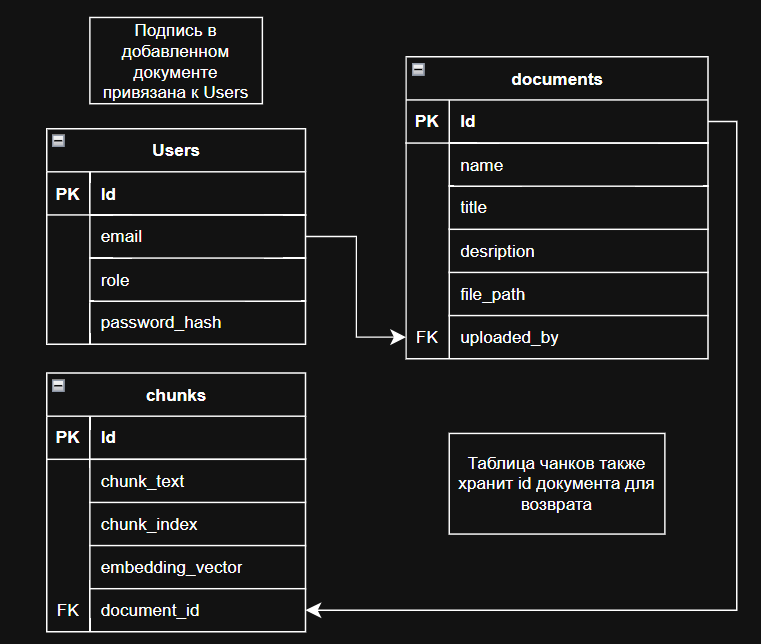 Подпись в
добавленном
документе
привязана к Users
documents
PK Id
name
title
desription
file_path
FK uploaded_by
Users
PK Id
email
role
password_hash
chunks
PK Id
chunk_text
chunk_index
embedding_vector
FK document_id
Таблица чанков также
хранит id документа для
возврата